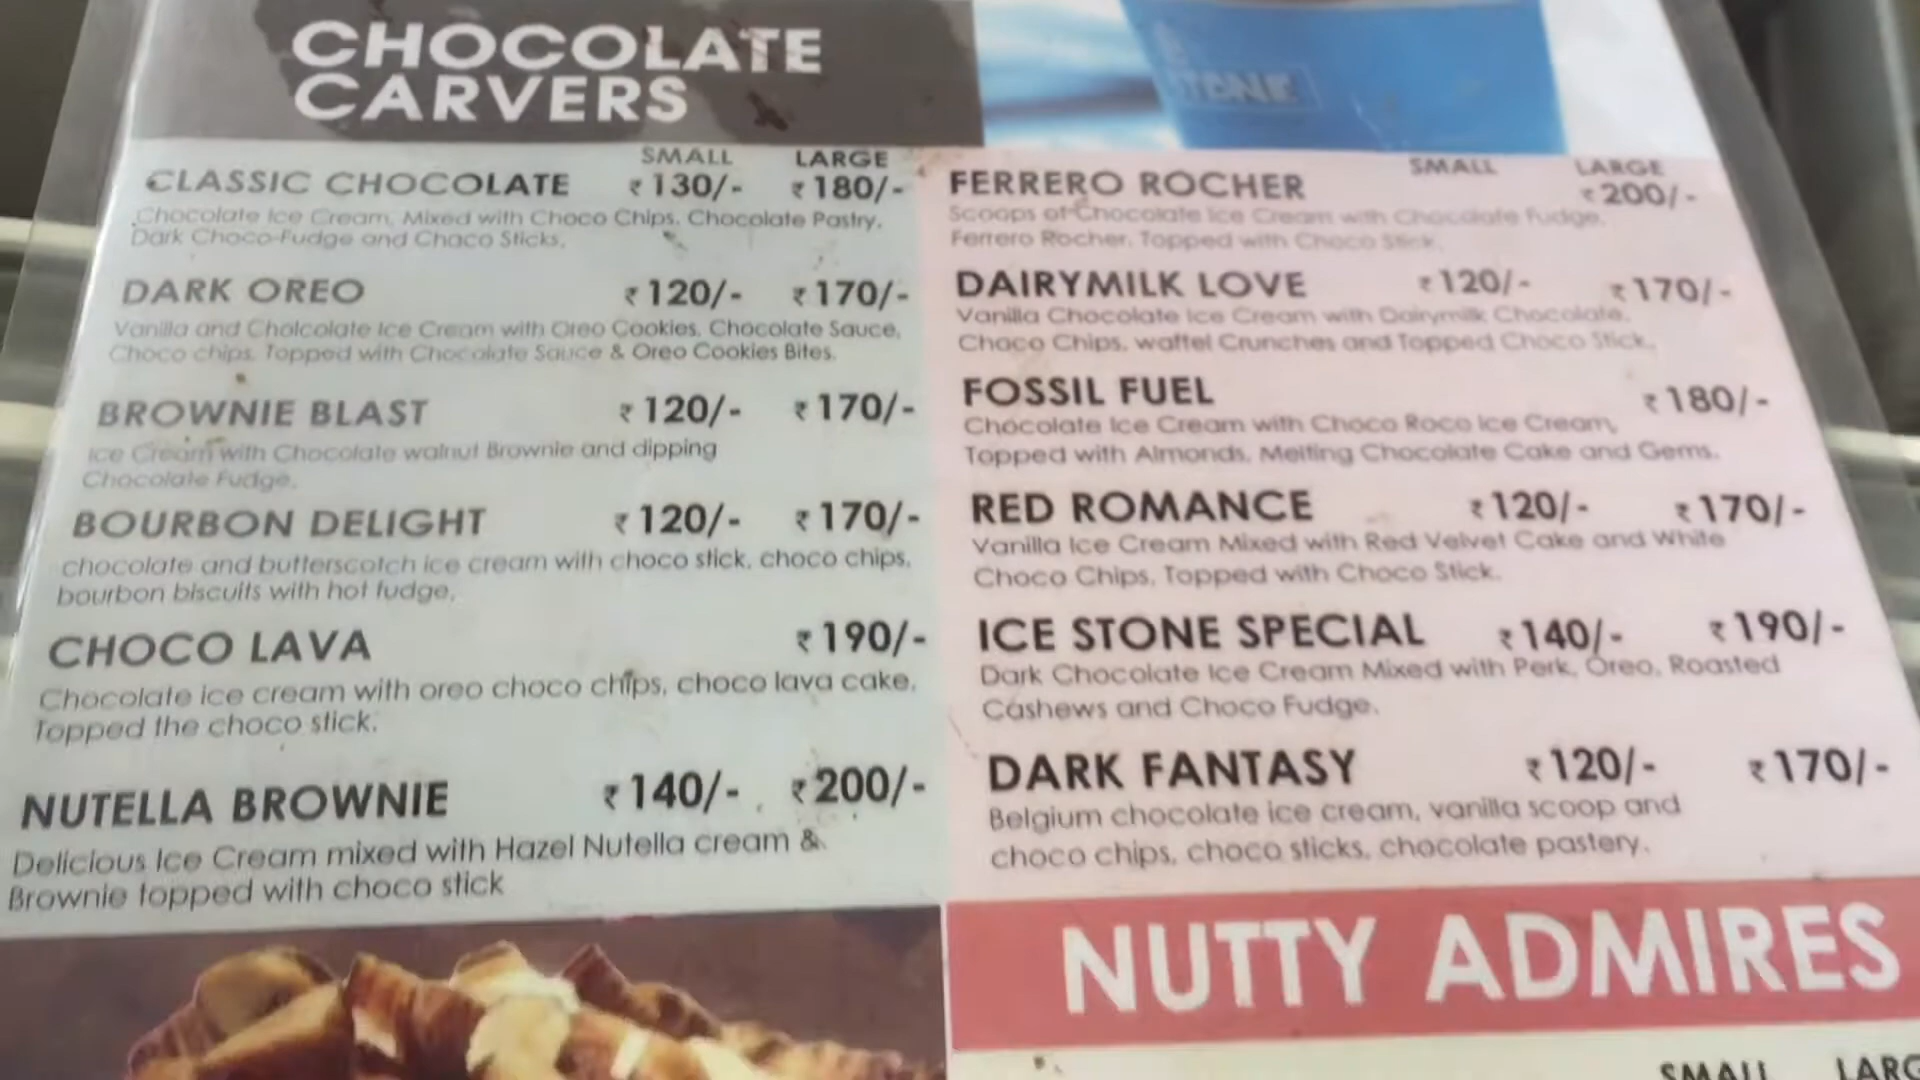 CHOCOLATE
CARVERS
STONE
SMALL LARGE
CLASSIC CHOCOLATE ₹130/- ₹180/-
Chocolate Ice Cream, Mixed with Choco Chips, Chocolate Pastry,
Dark Choco-Fudge and Chaco Sticks.
DARK OREO ₹120/- ₹170/-
Vanilla and Cholcolate Ice Cream with Oreo Cookies, Chocolate Sauce,
Choco chips, Topped with Chocolate Sauce & Oreo Cookies Bites.
BROWNIE BLAST ₹120/- ₹170/-
Ice Cream with Chocolate walnut Brownie and dipping
Chocolate Fudge.
BOURBON DELIGHT ₹120/- ₹170/-
chocolate and butterscotch ice cream with choco stick, choco chips,
bourbon biscuits with hot fudge,
CHOCO LAVA ₹190/-
Chocolate ice cream with oreo choco chips, choco lava cake,
Topped the choco stick.
NUTELLA BROWNIE ₹140/- ₹200/-
Delicious Ice Cream mixed with Hazel Nutella cream &
Brownie topped with choco stick
SMALL LARGE
FERRERO ROCHER ₹200/-
Scoops of Chocolate Ice Cream with Chocolate Fudge,
Ferrero Rocher, Topped with Choco Stick.
DAIRYMILK LOVE ₹120/- ₹170/-
Vanilla Chocolate Ice Cream with Dairymilk Chocolate,
Choco Chips, waffel Crunches and Topped Choco Stick.
FOSSIL FUEL ₹180/-
Chocolate Ice Cream with Choco Roco Ice Cream,
Topped with Almonds, Melting Chocolate Cake and Gems.
RED ROMANCE ₹120/- ₹170/-
Vanilla Ice Cream Mixed with Red Velvet Cake and White
Choco Chips, Topped with Choco Stick.
ICE STONE SPECIAL ₹140/- ₹190/-
Dark Chocolate Ice Cream Mixed with Perk, Oreo, Roasted
Cashews and Choco Fudge.
DARK FANTASY ₹120/- ₹170/-
Belgium chocolate ice cream, vanilla scoop and
choco chips, choco sticks, chocolate pastery.
NUTTY ADMIRES
SMALL LARG